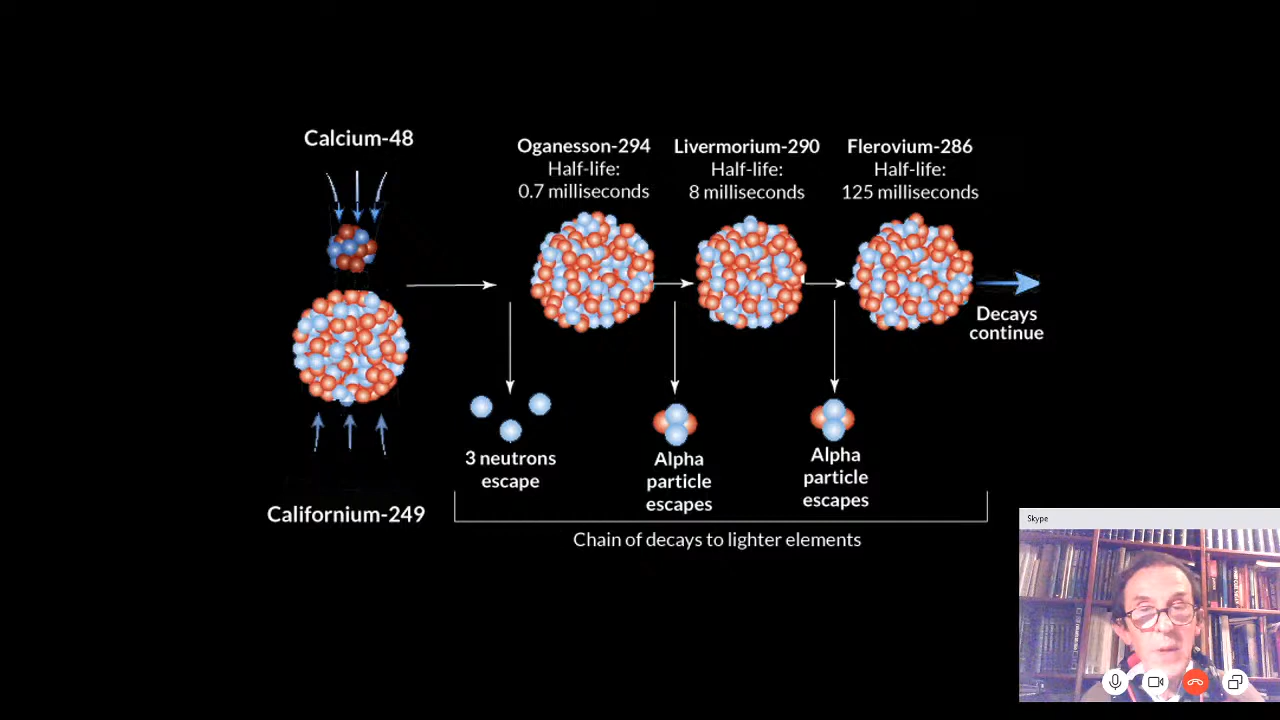 Calcium-48
Oganesson-294
Half-life:
0.7 milliseconds
Livermorium-290
Half-life:
8 milliseconds
Flerovium-286
Half-life:
125 milliseconds
Decays
continue
3 neutrons
escape
Alpha
particle
escapes
Alpha
particle
escapes
Californium-249
Chain of decays to lighter elements
Skype